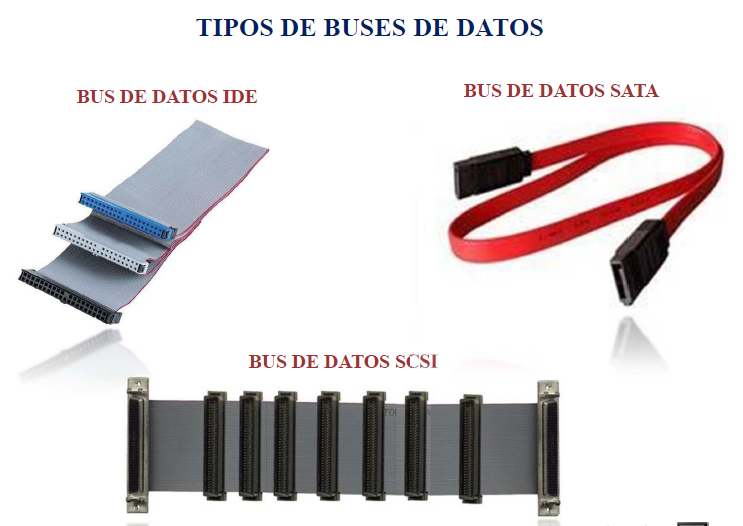 TIPOS DE BUSES DE DATOS
BUS DE DATOS IDE
BUS DE DATOS SATA
BUS DE DATOS SCSI